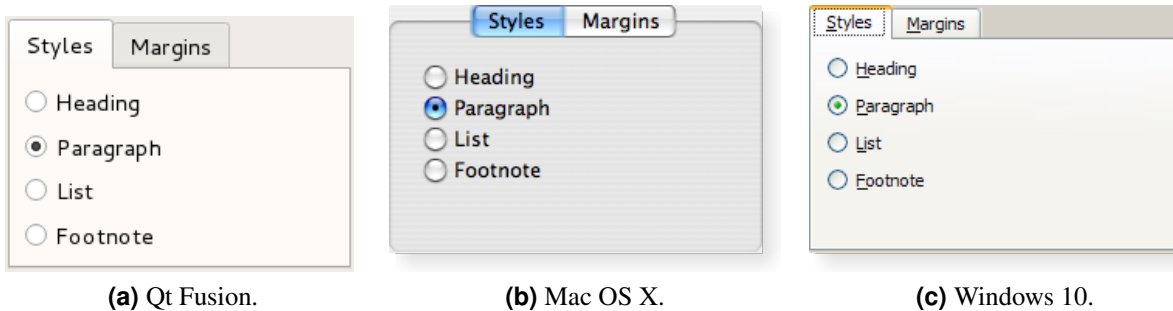 Styles Margins
Heading
Paragraph
List
Footnote
(a) Qt Fusion.
Styles Margins
Heading
Paragraph
List
Footnote
(b) Mac OS X.
Styles Margins
Heading
Paragraph
List
Footnote
(c) Windows 10.